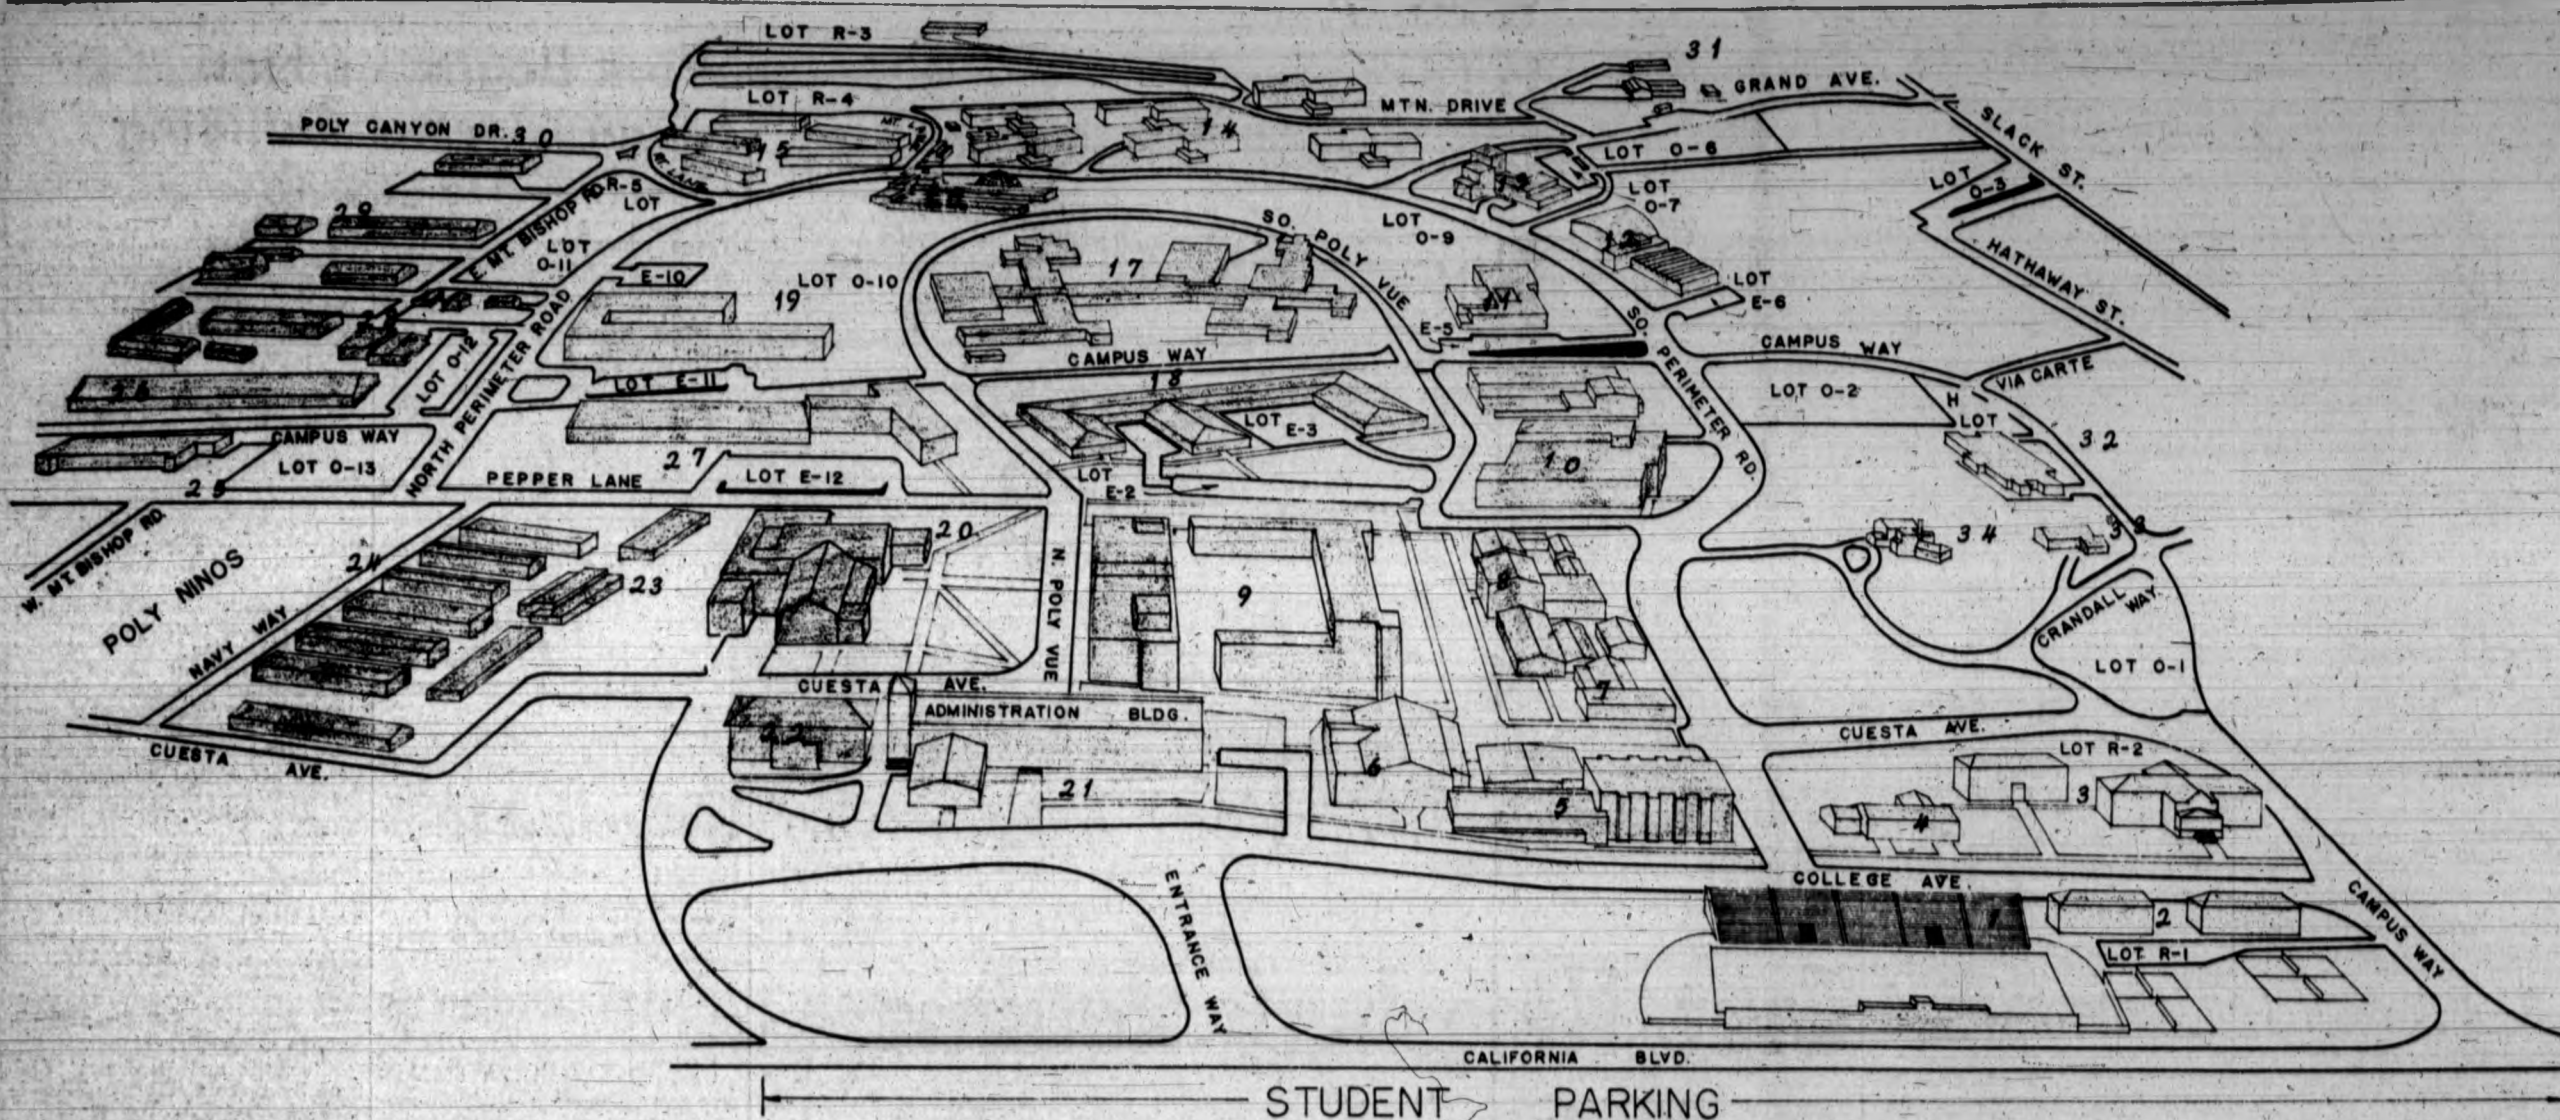 LOT R-3
31
GRAND AVE.
LOT R-4
MTN. DRIVE
POLY CANYON DR. 30
SLACK ST.
14
15
LOT O-6
LOT O-3
R-5
LOT
LOT O-7
29
E. MT. BISHOP RD.
SO. POLY VUE
LOT O-9
LOT O-11
HATHAWAY ST.
E-10
17
LOT O-10
19
LOT E-6
E-5
SO. PERIMETER RD.
CAMPUS WAY
CAMPUS WAY
LOT O-12
NORTH PERIMETER ROAD
VIA CARTE
LOT E-11
18
LOT O-2
H
LOT
LOT E-3
32
CAMPUS WAY
27
10
LOT O-13
LOT E-12
LOT E-2
PEPPER LANE
25
W. MT. BISHOP RD.
20
34
POLY NINOS
24
23
8
N. POLY VUE
9
NAVY WAY
CRANDALL WAY
LOT O-1
CUESTA AVE.
7
ADMINISTRATION BLDG.
CUESTA AVE.
22
LOT R-2
CUESTA AVE.
6
21
5
3
4
COLLEGE AVE.
ENTRANCE WAY
1
2
CAMPUS WAY
LOT R-1
CALIFORNIA BLVD.
STUDENT PARKING